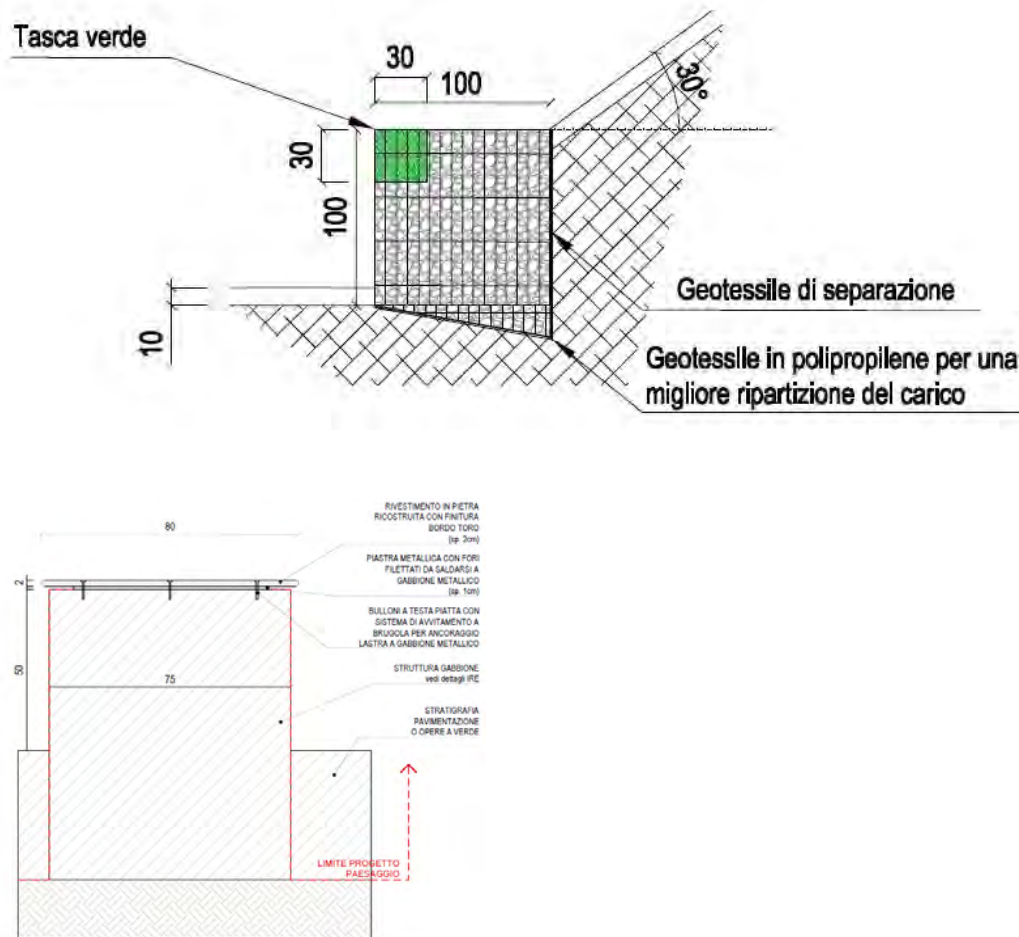 Tasca verde
30
100
30°
30
100
10
Geotessile di separazione
Geotessile in polipropilene per una
migliore ripartizione del carico
80
RIVESTIMENTO IN PIETRA
RICOSTRUITA CON FINITURA
BORDO TORO
(sp. 2cm)
2
PIASTRA METALLICA CON FORI
FILETTATI DA SALDARSI A
GABBIONE METALLICO
(sp. 1cm)
BULLONI A TESTA PIATTA CON
SISTEMA DI AVVITAMENTO A
BRUGOLA PER ANCORAGGIO
LASTRA A GABBIONE METALLICO
50
75
STRUTTURA GABBIONE
vedi dettagli IRE
STRATIGRAFIA
PAVIMENTAZIONE
O OPERE A VERDE
LIMITE PROGETTO
PAESAGGIO